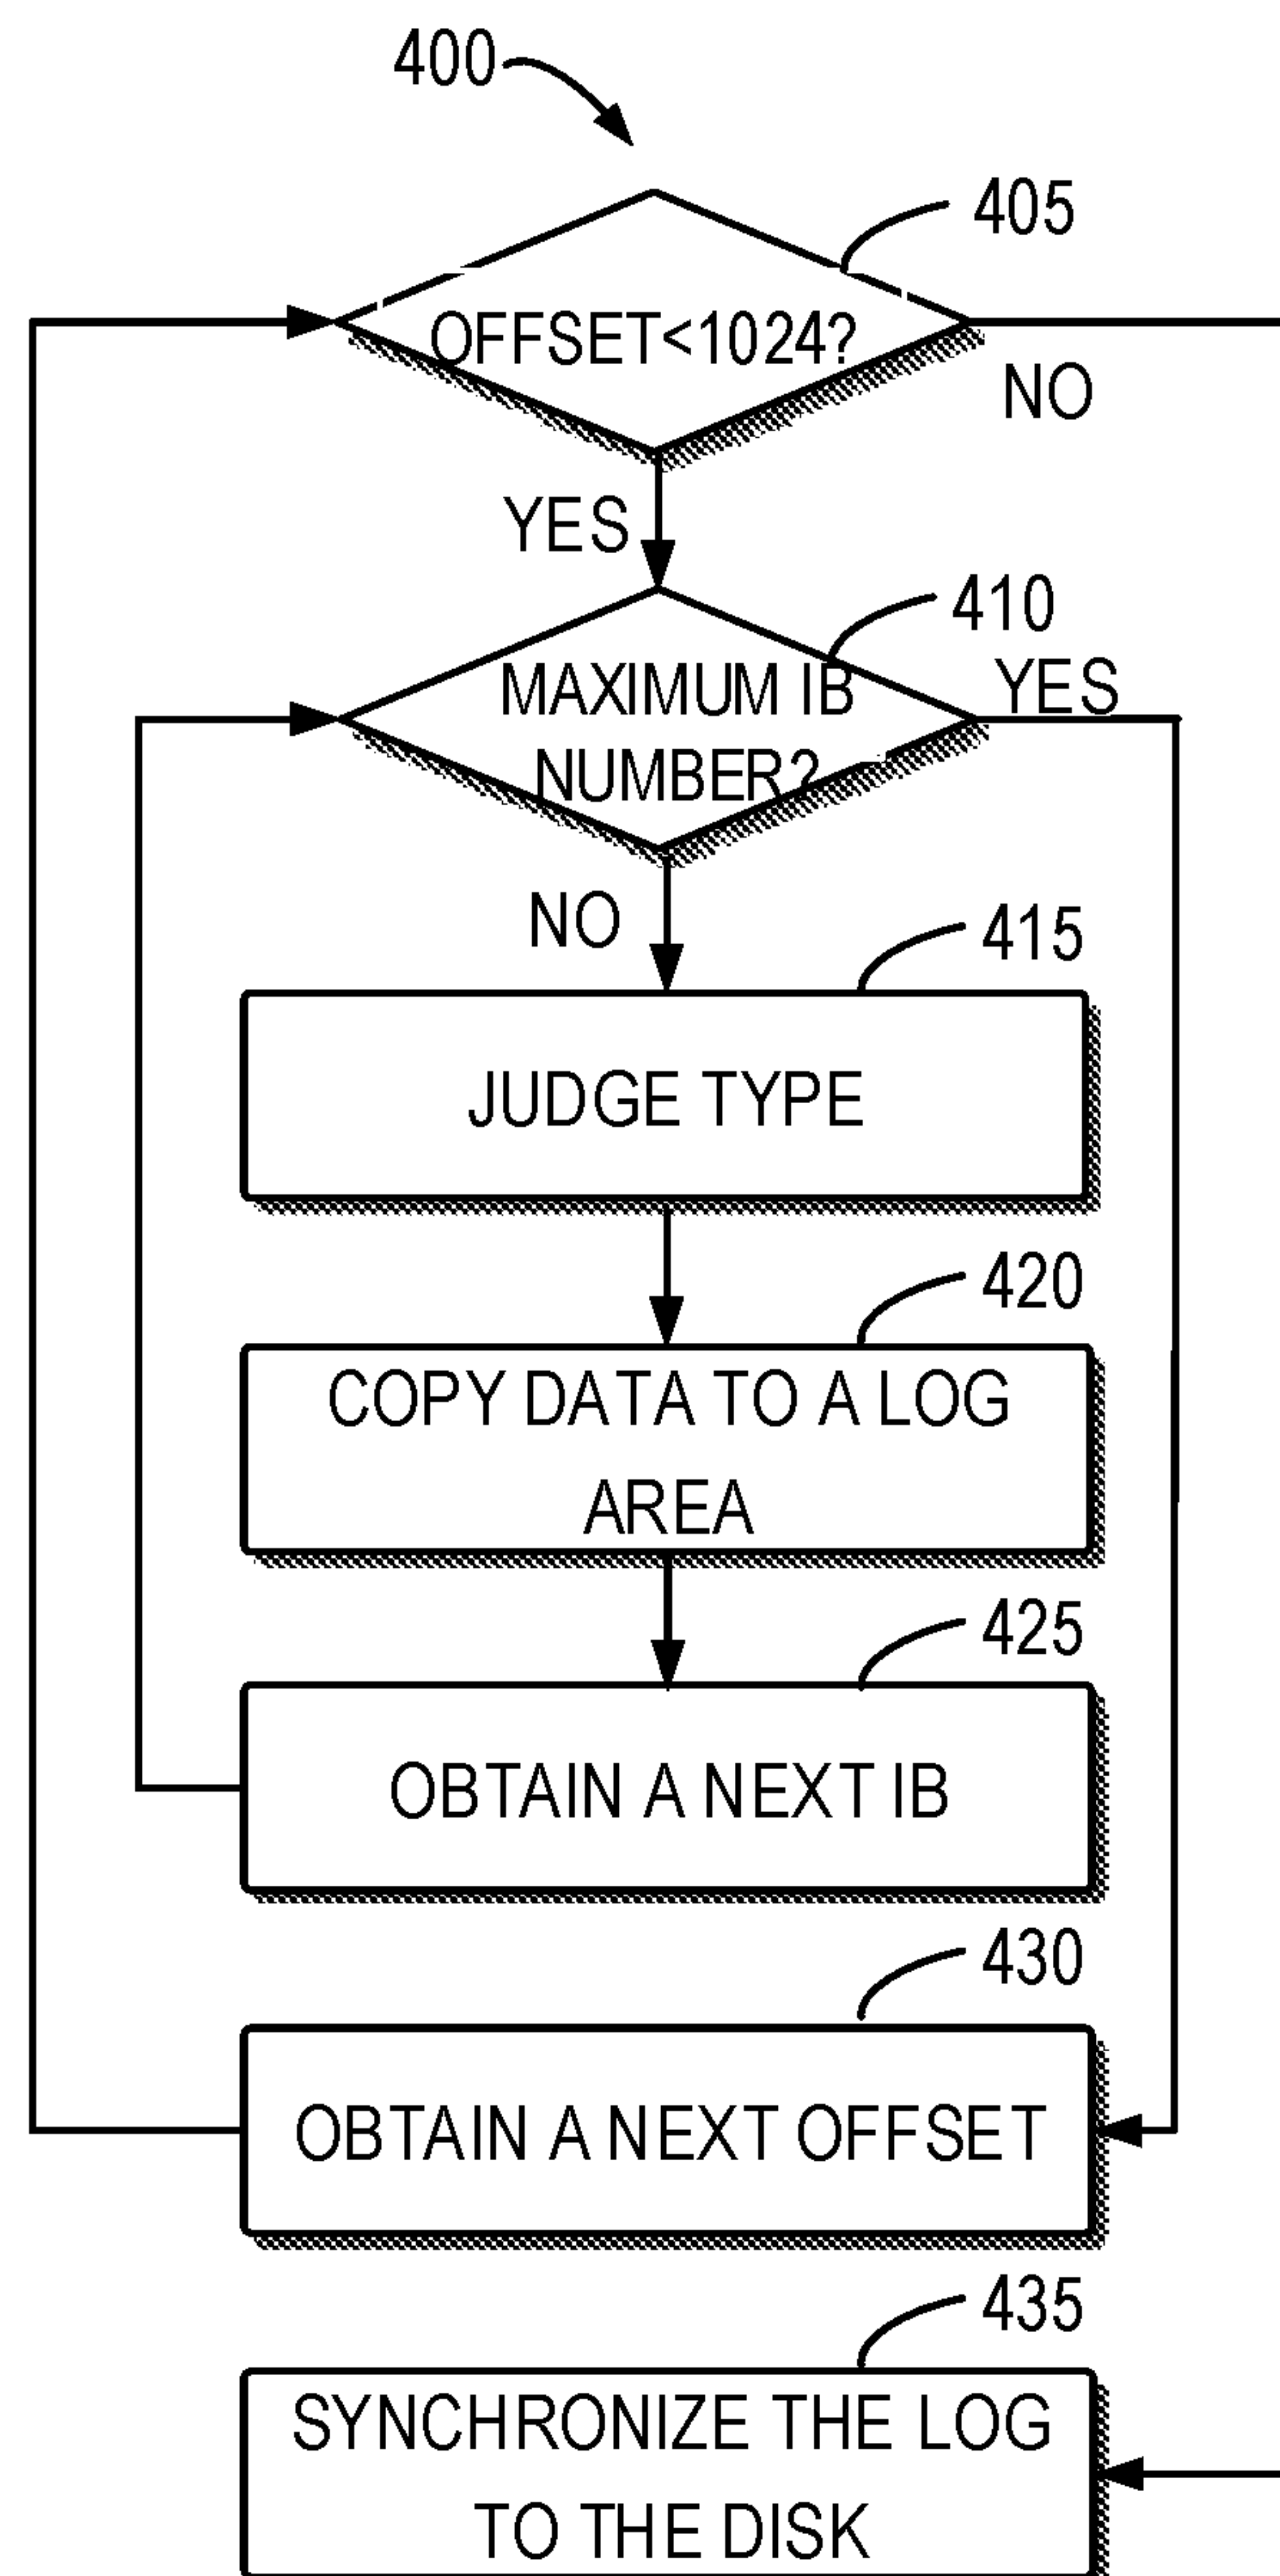 400
405
OFFSET<1024?
NO
YES
410
MAXIMUM IB
YES
NUMBER?
NO
415
JUDGE TYPE
420
COPY DATA TO A LOG
AREA
425
OBTAIN A NEXT IB
430
OBTAIN A NEXT OFFSET
435
SYNCHRONIZE THE LOG
TO THE DISK